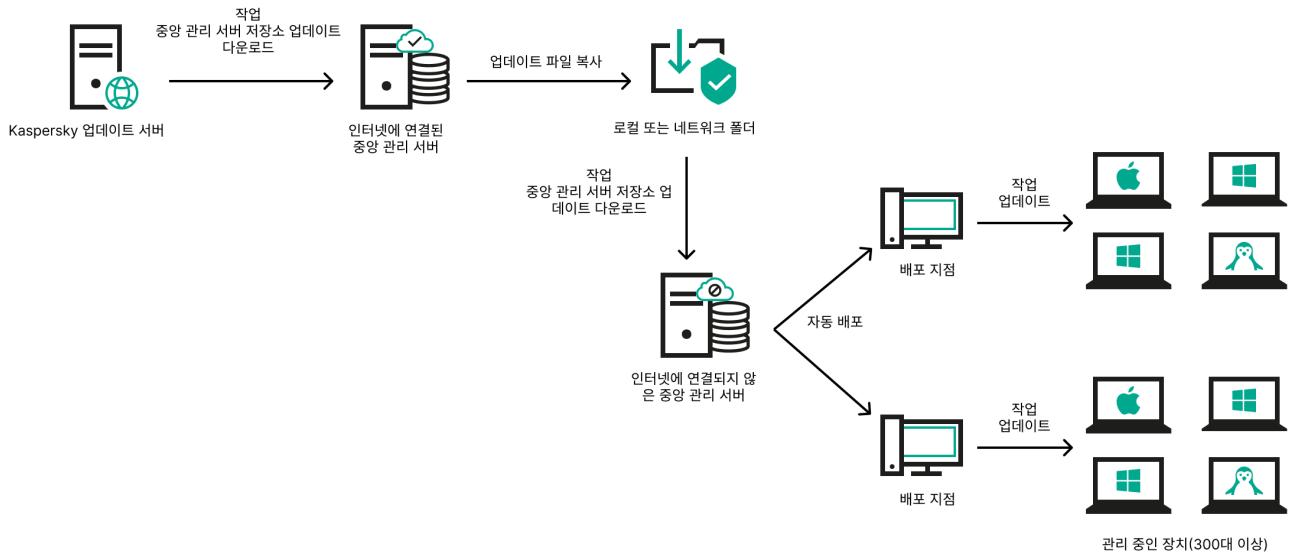 작업
중앙 관리 서버 저장소 업데이트
다운로드
Kaspersky 업데이트 서버
인터넷에 연결된
중앙 관리 서버
업데이트 파일 복사
로컬 또는 네트워크 폴더
작업
중앙 관리 서버 저장소 업
데이트 다운로드
인터넷에 연결되지 않
은 중앙 관리 서버
자동 배포
배포 지점
작업
업데이트
배포 지점
작업
업데이트
관리 중인 장치(300대 이상)